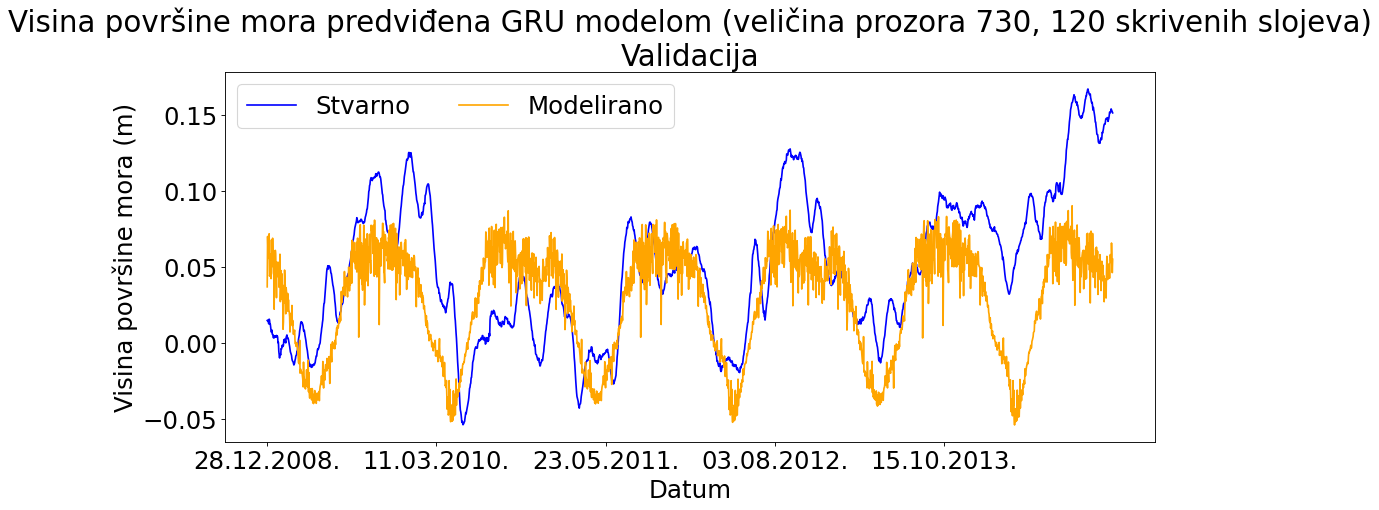 Visina površine mora predviđena GRU modelom (veličina prozora 730, 120 skrivenih slojeva)
Validacija
Stvarno
Modelirano
Visina površine mora (m)
0.15
0.10
0.05
0.00
−0.05
28.12.2008.
11.03.2010.
23.05.2011.
03.08.2012.
15.10.2013.
Datum